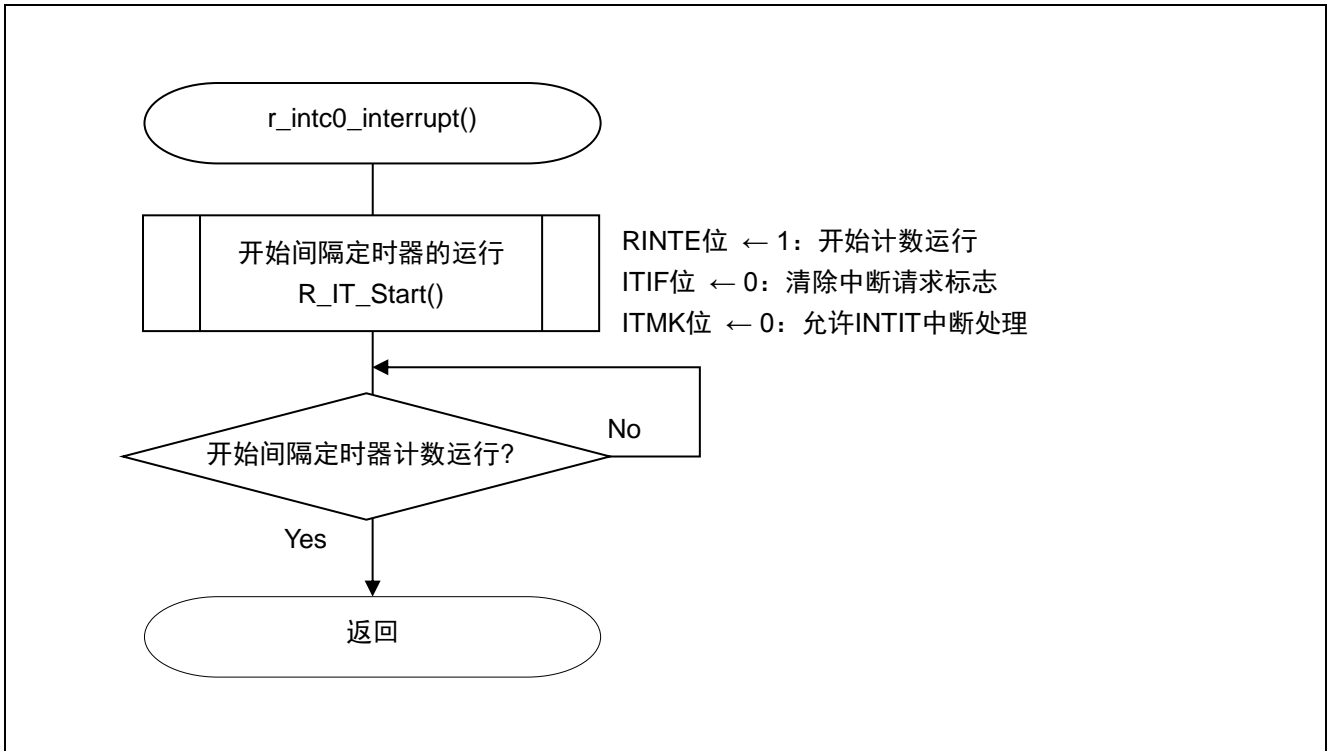 r_intc0_interrupt()
开始间隔定时器的运行
R_IT_Start()
RINTE位 ← 1：开始计数运行
ITIF位 ← 0：清除中断请求标志
ITMK位 ← 0：允许INTIT中断处理
No
开始间隔定时器计数运行?
Yes
返回